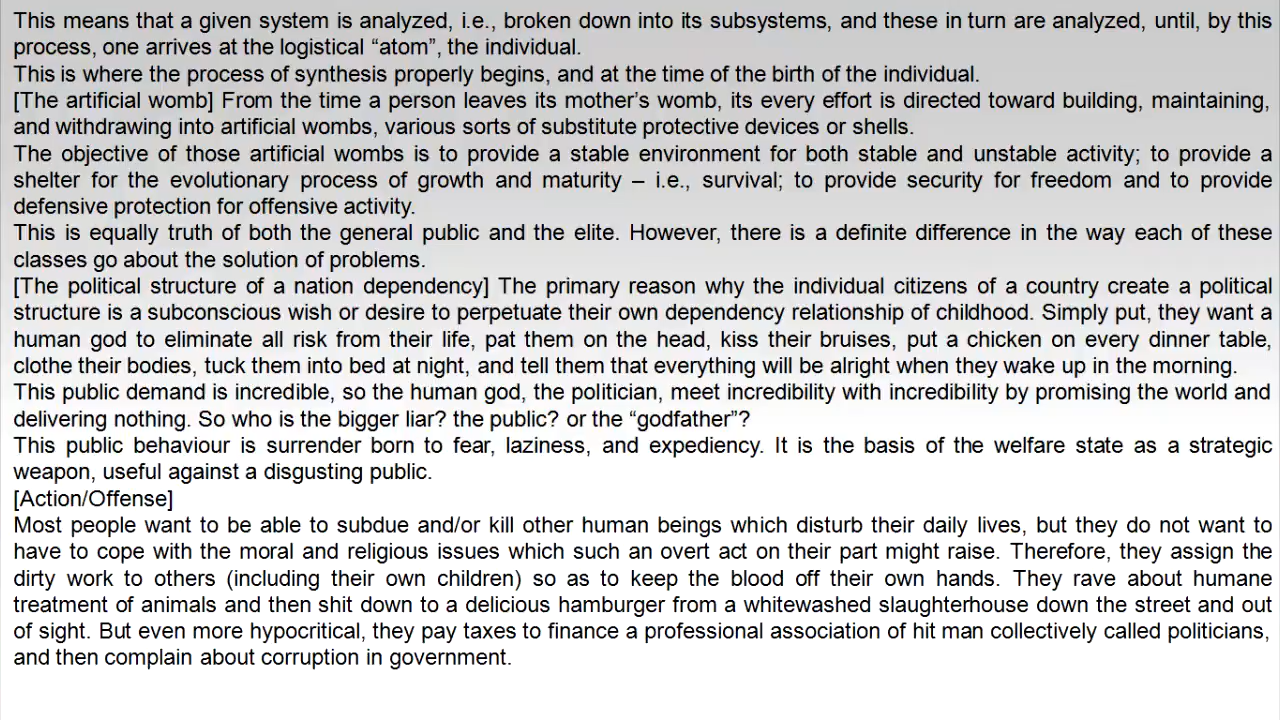 This means that a given system is analyzed, i.e., broken down into its subsystems, and these in turn are analyzed, until, by this
process, one arrives at the logistical “atom”, the individual.
This is where the process of synthesis properly begins, and at the time of the birth of the individual.
[The artificial womb] From the time a person leaves its mother’s womb, its every effort is directed toward building, maintaining,
and withdrawing into artificial wombs, various sorts of substitute protective devices or shells.
The objective of those artificial wombs is to provide a stable environment for both stable and unstable activity; to provide a
shelter for the evolutionary process of growth and maturity – i.e., survival; to provide security for freedom and to provide
defensive protection for offensive activity.
This is equally truth of both the general public and the elite. However, there is a definite difference in the way each of these
classes go about the solution of problems.
[The political structure of a nation dependency] The primary reason why the individual citizens of a country create a political
structure is a subconscious wish or desire to perpetuate their own dependency relationship of childhood. Simply put, they want a
human god to eliminate all risk from their life, pat them on the head, kiss their bruises, put a chicken on every dinner table,
clothe their bodies, tuck them into bed at night, and tell them that everything will be alright when they wake up in the morning.
This public demand is incredible, so the human god, the politician, meet incredibility with incredibility by promising the world and
delivering nothing. So who is the bigger liar? the public? or the “godfather”?
This public behaviour is surrender born to fear, laziness, and expediency. It is the basis of the welfare state as a strategic
weapon, useful against a disgusting public.
[Action/Offense]
Most people want to be able to subdue and/or kill other human beings which disturb their daily lives, but they do not want to
have to cope with the moral and religious issues which such an overt act on their part might raise. Therefore, they assign the
dirty work to others (including their own children) so as to keep the blood off their own hands. They rave about humane
treatment of animals and then shit down to a delicious hamburger from a whitewashed slaughterhouse down the street and out
of sight. But even more hypocritical, they pay taxes to finance a professional association of hit man collectively called politicians,
and then complain about corruption in government.